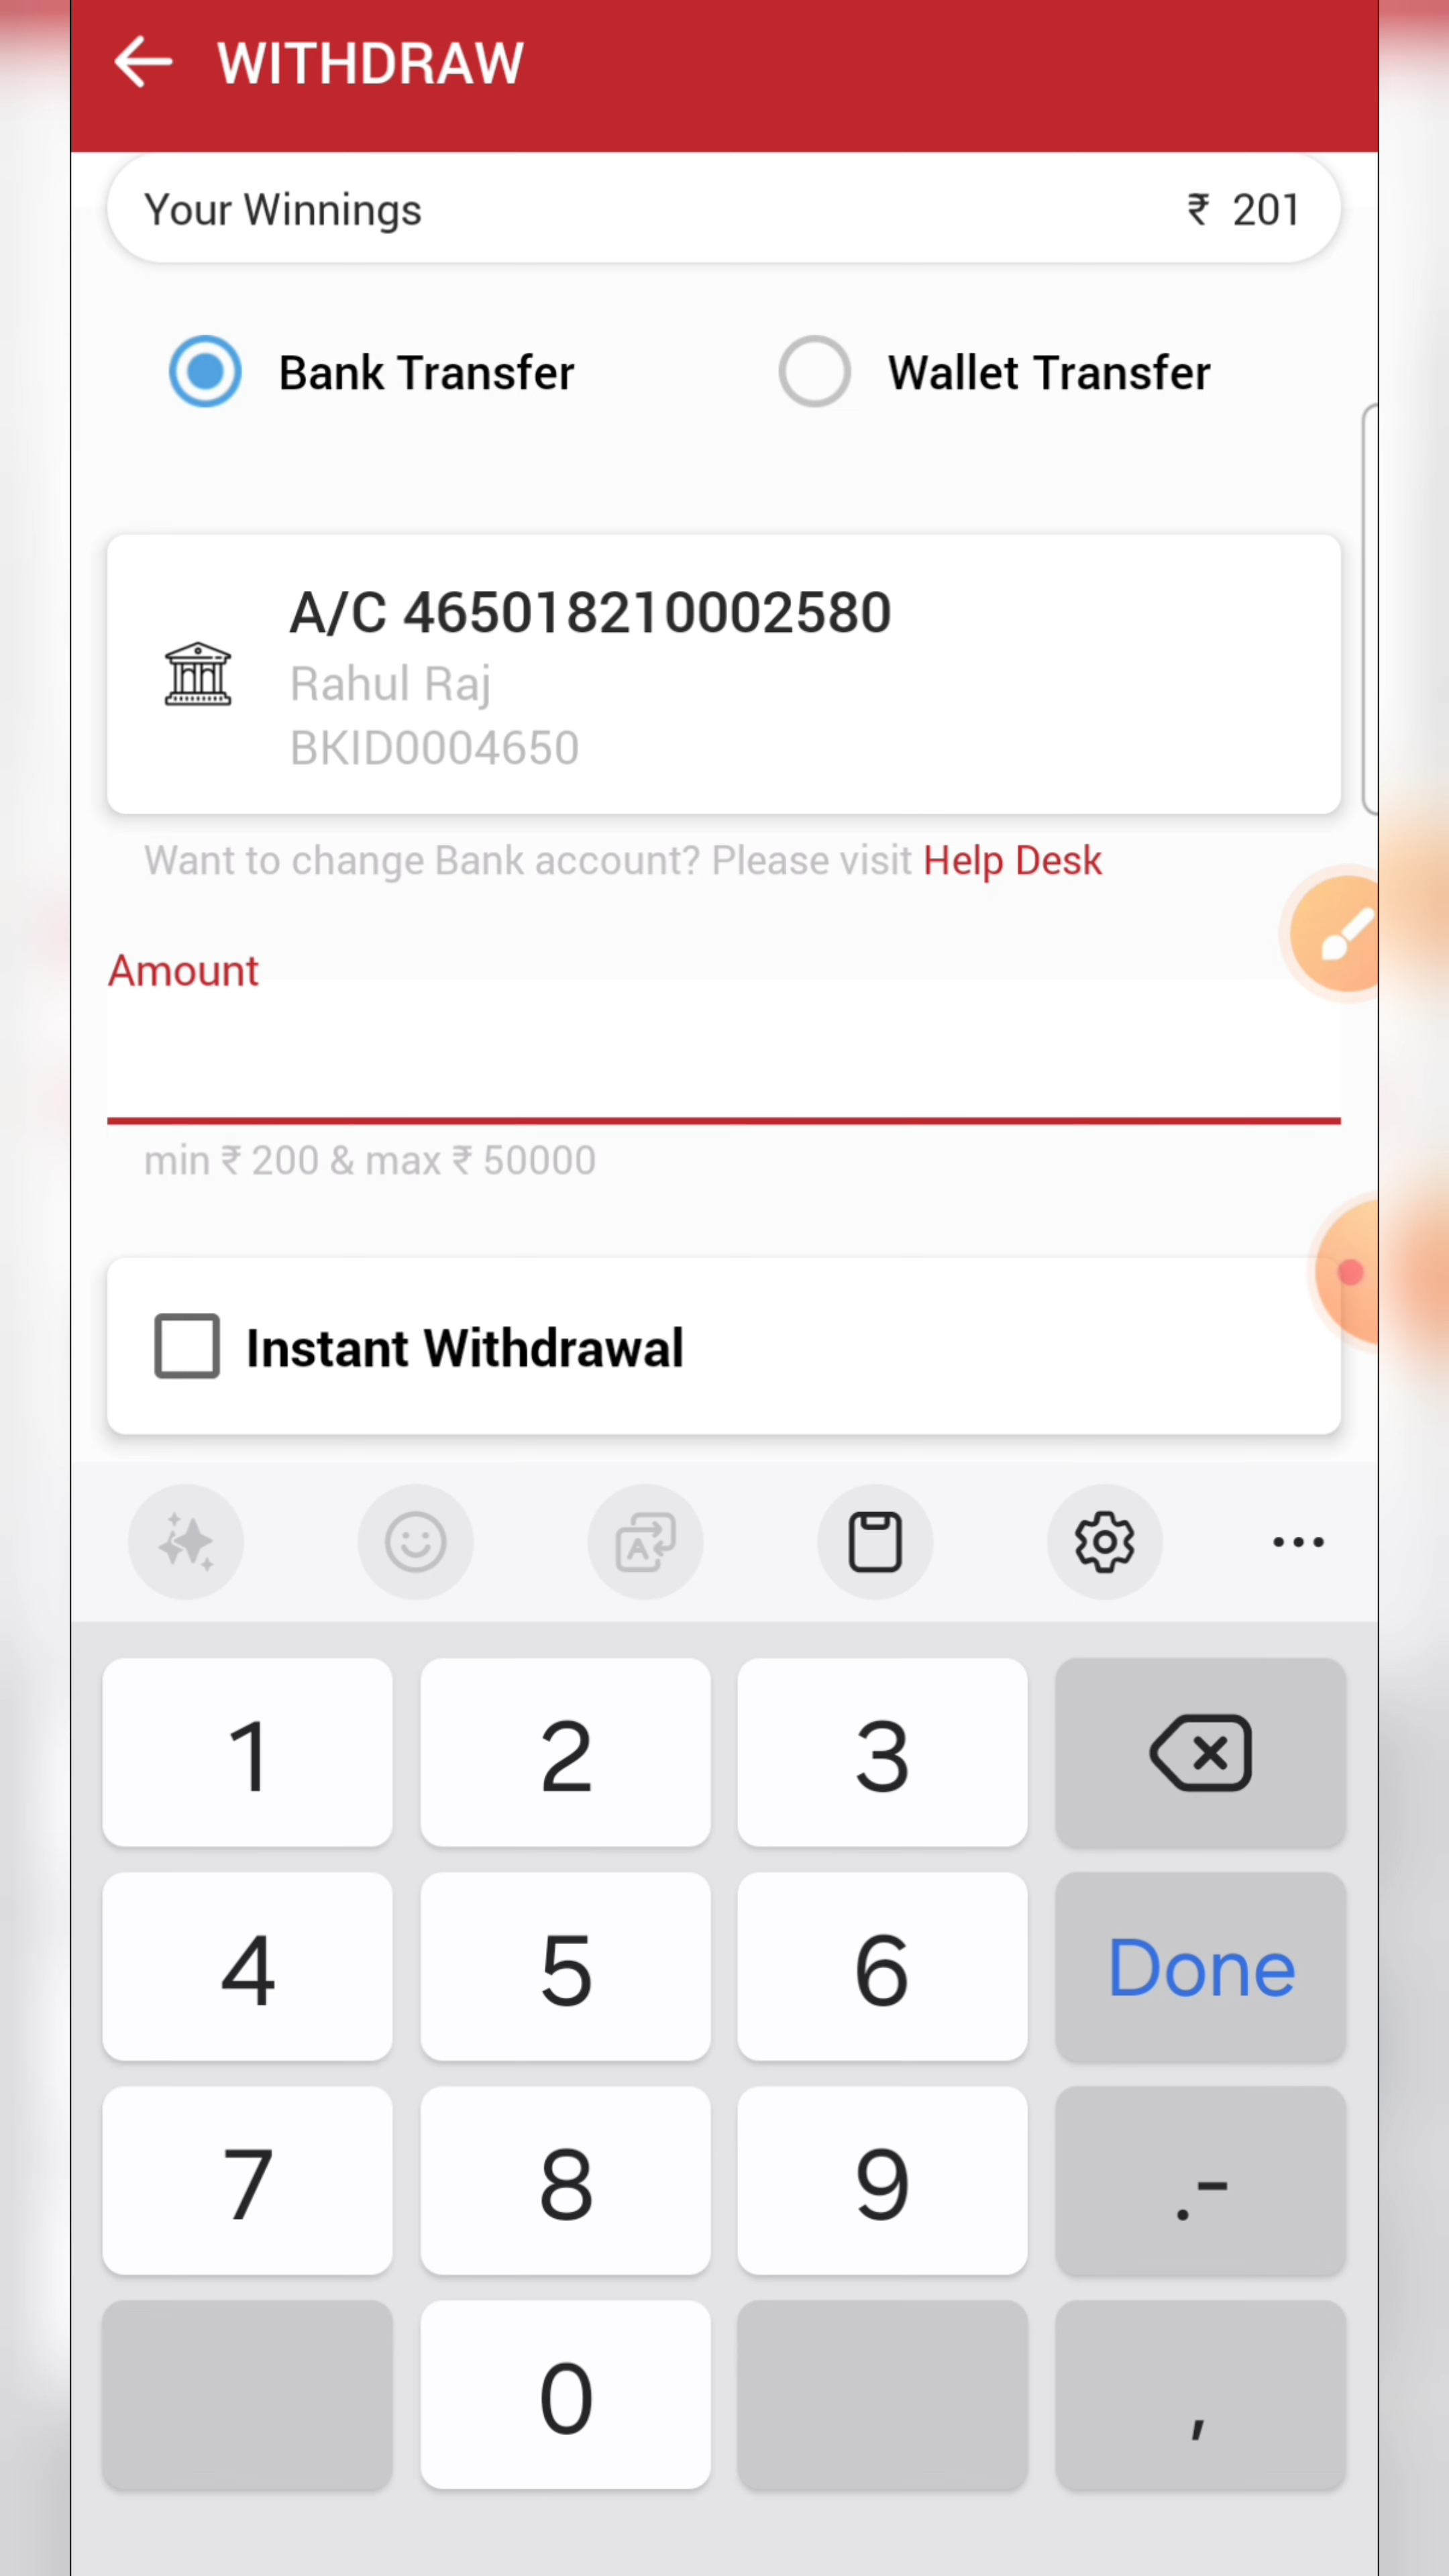 WITHDRAW
Your Winnings ₹ 201
Bank Transfer Wallet Transfer
A/C 465018210002580
Rahul Raj
BKID0004650
Want to change Bank account? Please visit Help Desk
Amount
min ₹ 200 & max ₹ 50000
Instant Withdrawal
A
1 2 3
4 5 6 Done
7 8 9 .-
0 ,